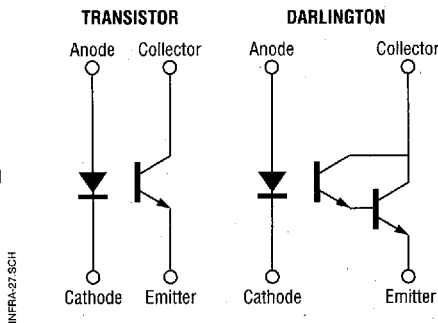 TRANSISTOR DARLINGTON
Anode Collector Anode Collector
Cathode Emitter Cathode Emitter
INFRA-27.SCH